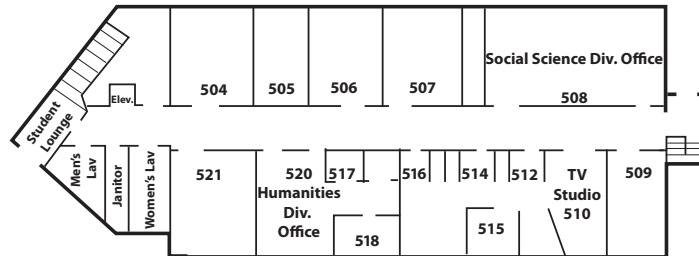 Social Science Div. Office
508
504
505
506
507
Elev.
Student
Lounge
Men's
Lav
Janitor
Women's Lav
521
520
Humanities
Div.
Office
517
518
516
514
515
512
TV
Studio
510
509